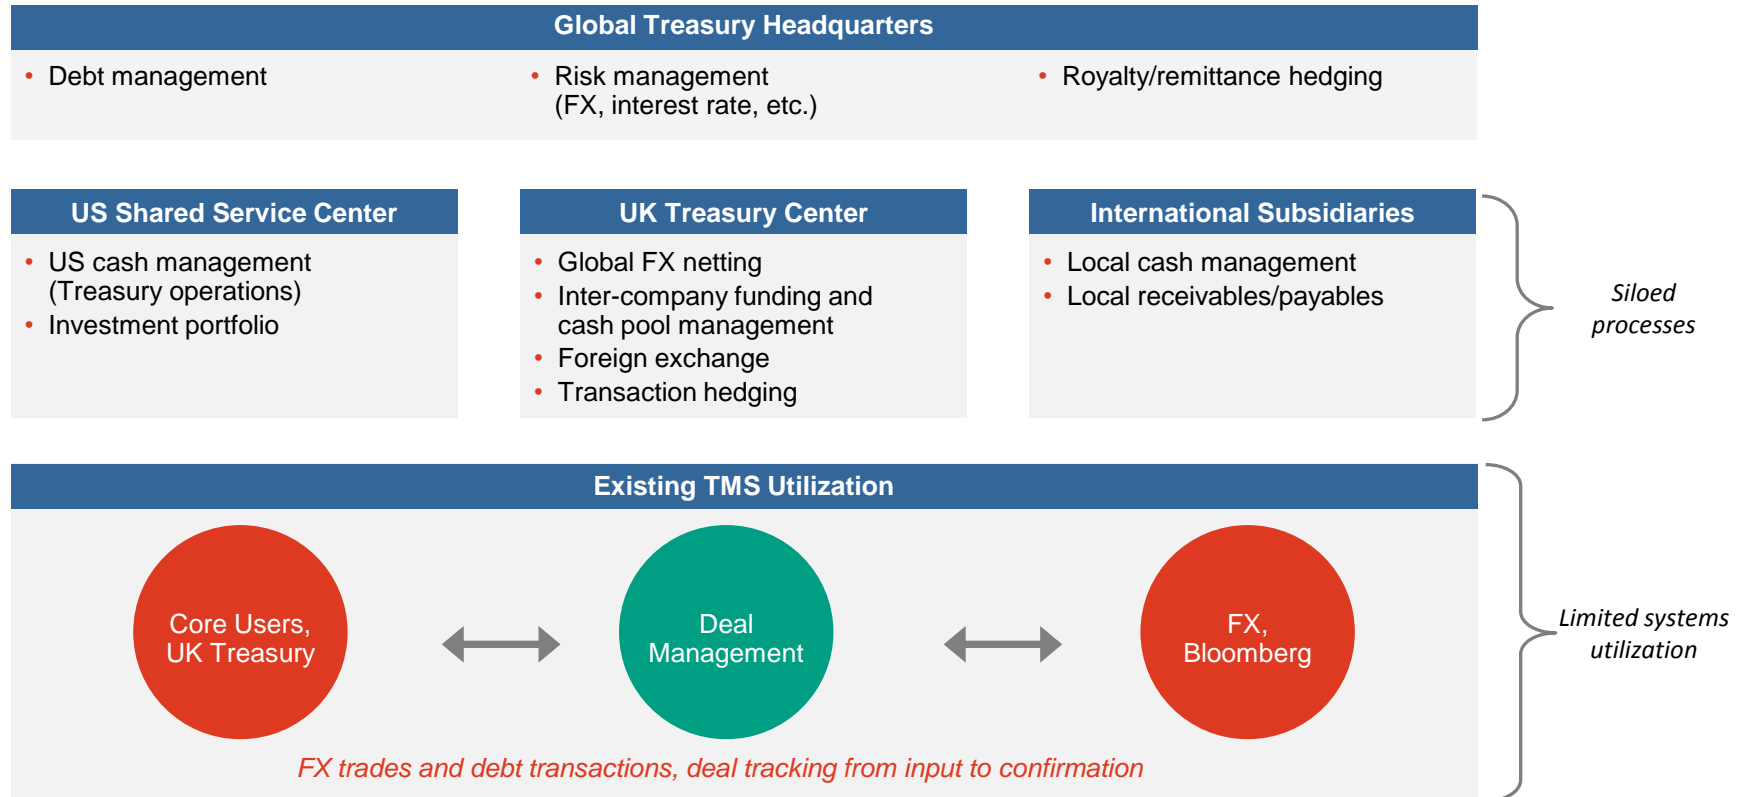 Global Treasury Headquarters
• Debt management
• Risk management
(FX, interest rate, etc.)
• Royalty/remittance hedging
US Shared Service Center
• US cash management
(Treasury operations)
• Investment portfolio
UK Treasury Center
• Global FX netting
• Inter-company funding and
cash pool management
• Foreign exchange
• Transaction hedging
International Subsidiaries
• Local cash management
• Local receivables/payables
Siloed
processes
Existing TMS Utilization
Core Users,
UK Treasury
Deal
Management
FX,
Bloomberg
FX trades and debt transactions, deal tracking from input to confirmation
Limited systems
utilization